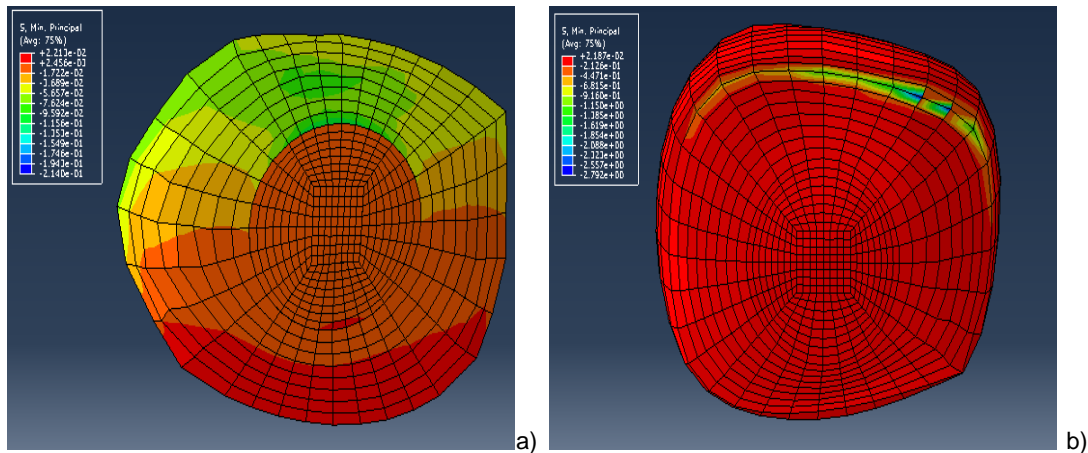 S, Min. Principal
(Avg: 75%)
+2.213e-02
+2.456e-03
-1.722e-02
-3.689e-02
-5.657e-02
-7.624e-02
-9.592e-02
-1.156e-01
-1.353e-01
-1.549e-01
-1.746e-01
-1.943e-01
-2.140e-01
a)
S, Min. Principal
(Avg: 75%)
+2.187e-02
-2.126e-01
-4.471e-01
-6.815e-01
-9.160e-01
-1.150e+00
-1.385e+00
-1.619e+00
-1.854e+00
-2.088e+00
-2.323e+00
-2.557e+00
-2.792e+00
b)